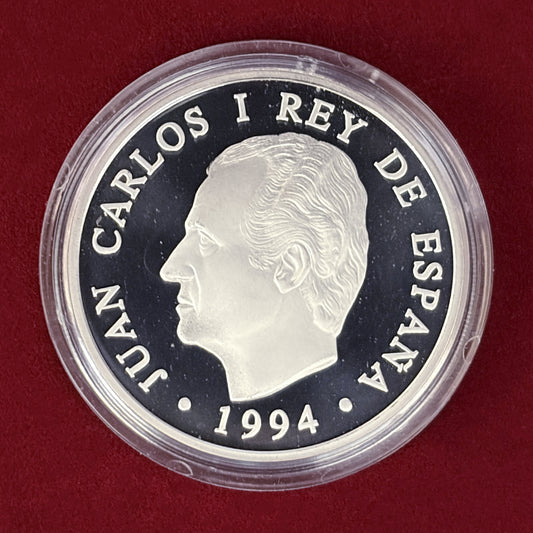 JUAN CARLOS I REY DE ESPAÑA
• 1994 •